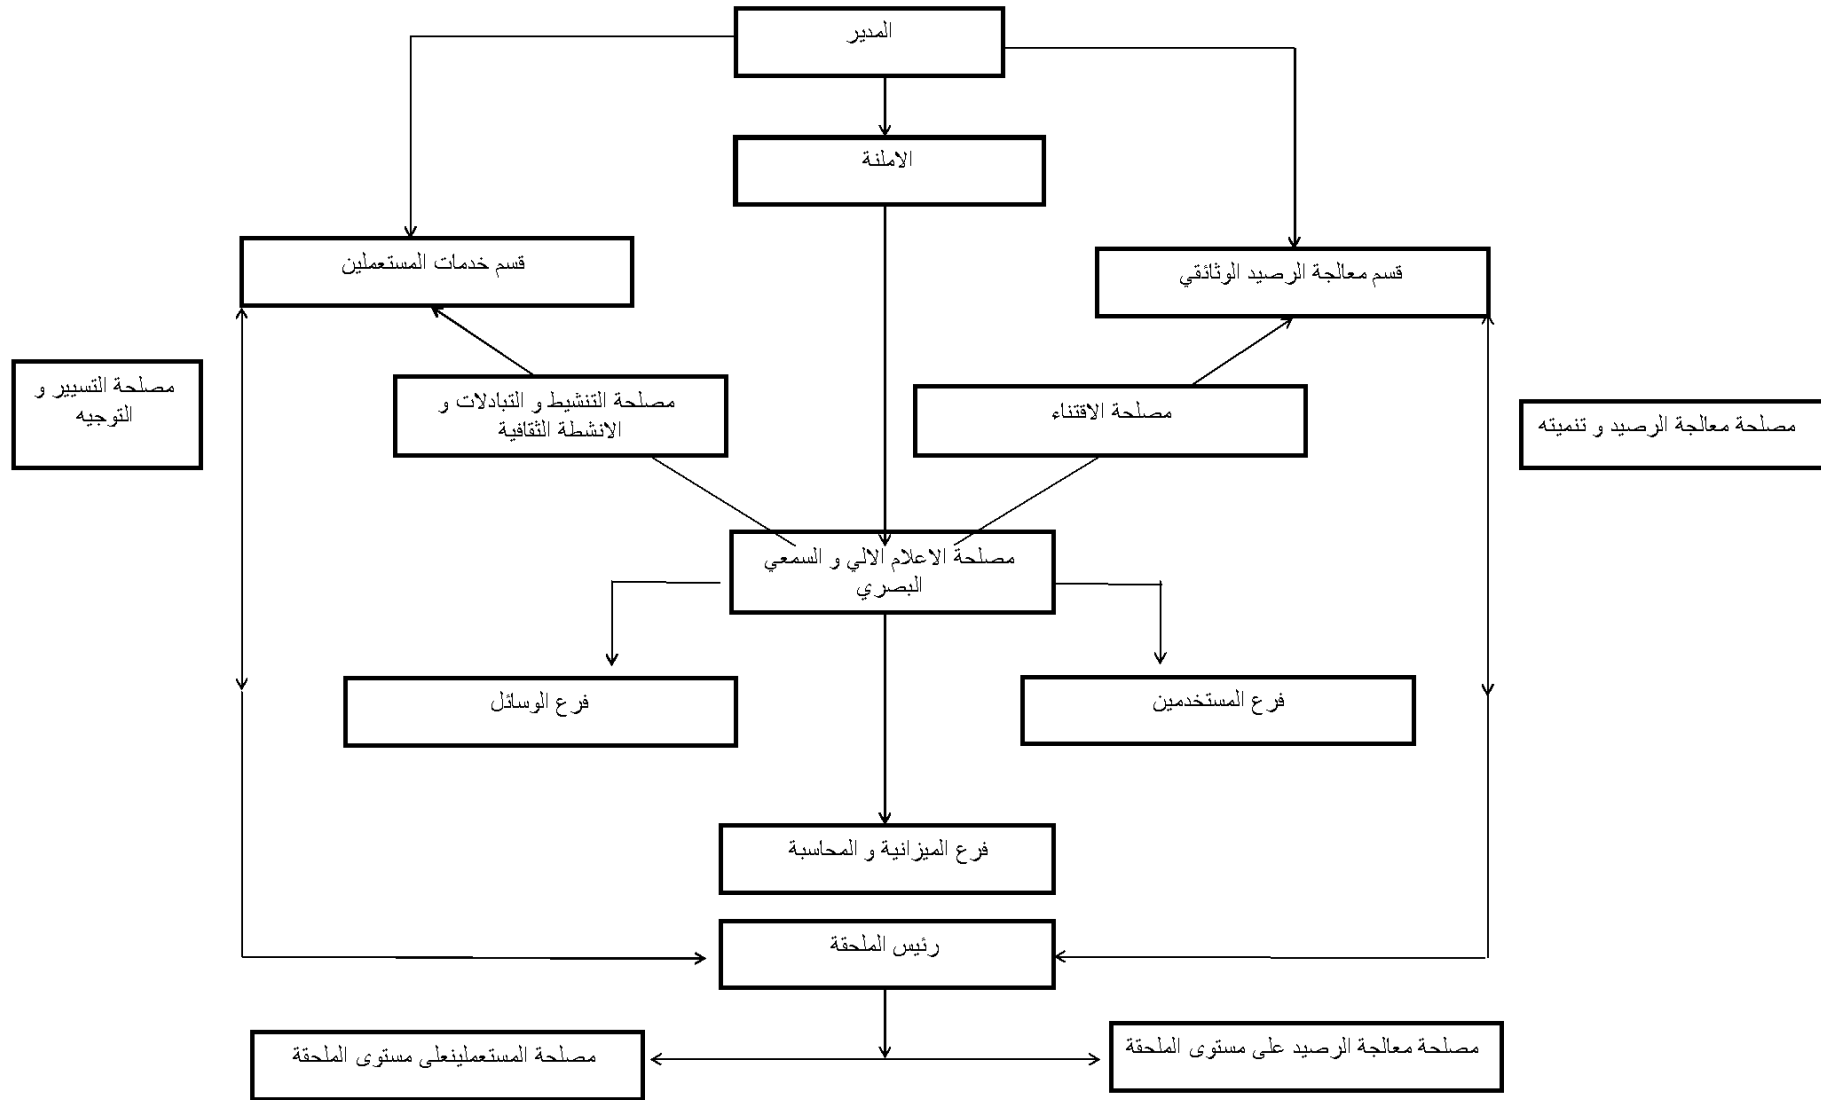 المدير
الاملنة
قسم خدمات المستعملين
قسم معالجة الرصيد الوثائقي
مصلحة التسيير و
التوجيه
مصلحة التنشيط و التبادلات و
الانشطة الثقافية
مصلحة الاقتناء
مصلحة معالجة الرصيد و تنميته
مصلحة الاعلام الالي و السمعي
البصري
فرع الوسائل
فرع المستخدمين
فرع الميزانية و المحاسبة
رئيس الملحقة
مصلحة المستعملينعلى مستوى الملحقة
مصلحة معالجة الرصيد على مستوى الملحقة